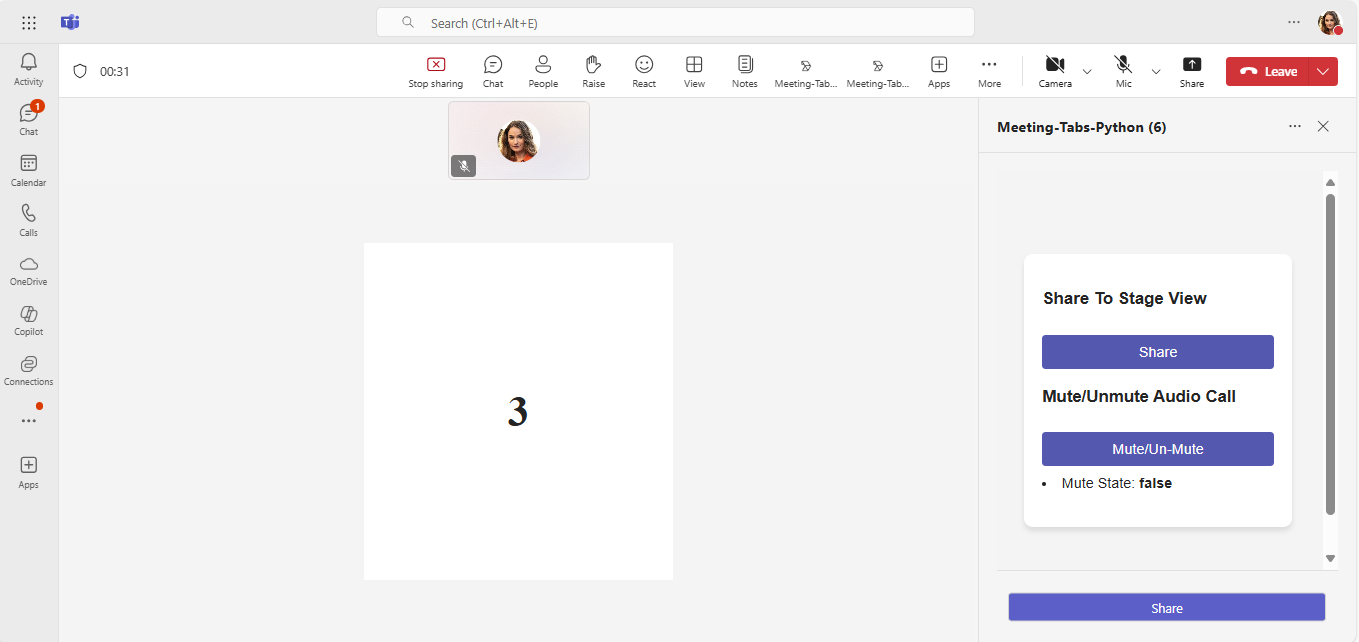 Search (Ctrl+Alt+E)
00:31
Stop sharing
Chat
People
Raise
React
View
Notes
Meeting-Tab...
Meeting-Tab...
Apps
More
Camera
Mic
Share
Leave
Activity
1
Chat
Calendar
Calls
OneDrive
Copilot
Connections
Apps
3
Meeting-Tabs-Python (6)
Share To Stage View
Share
Mute/Unmute Audio Call
Mute/Un-Mute
• Mute State: false
Share